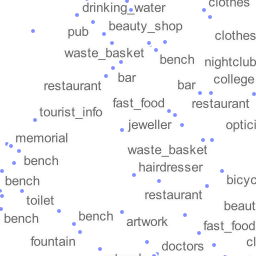 drinking_water
clothes
beauty_shop
pub
clothes
waste_basket
bench
nightclub
bar
college
restaurant
bar
fast_food
restaurant
tourist_info
jeweller
optici
memorial
waste_basket
bench
hairdresser
bench
bicyc
restaurant
toilet
beaut
bench
bench
artwork
fast_food
fountain
doctors
cl